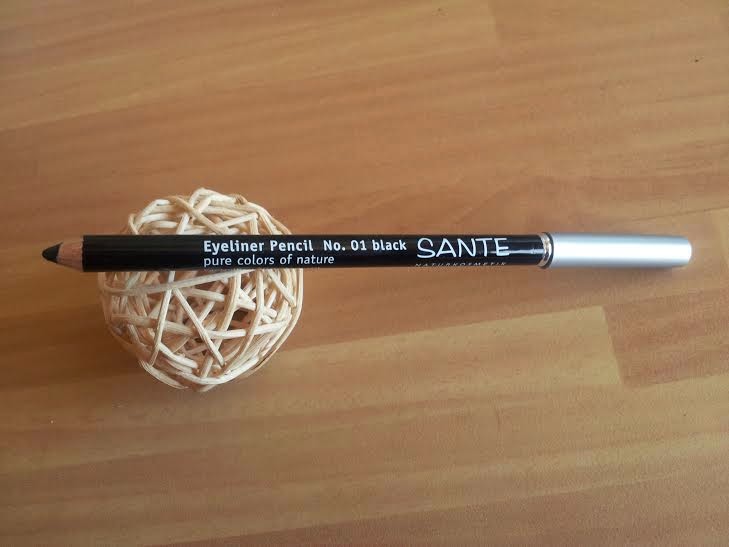 Eyeliner Pencil No. 01 black
pure colors of nature
SANTE
NATURKOSMETIK